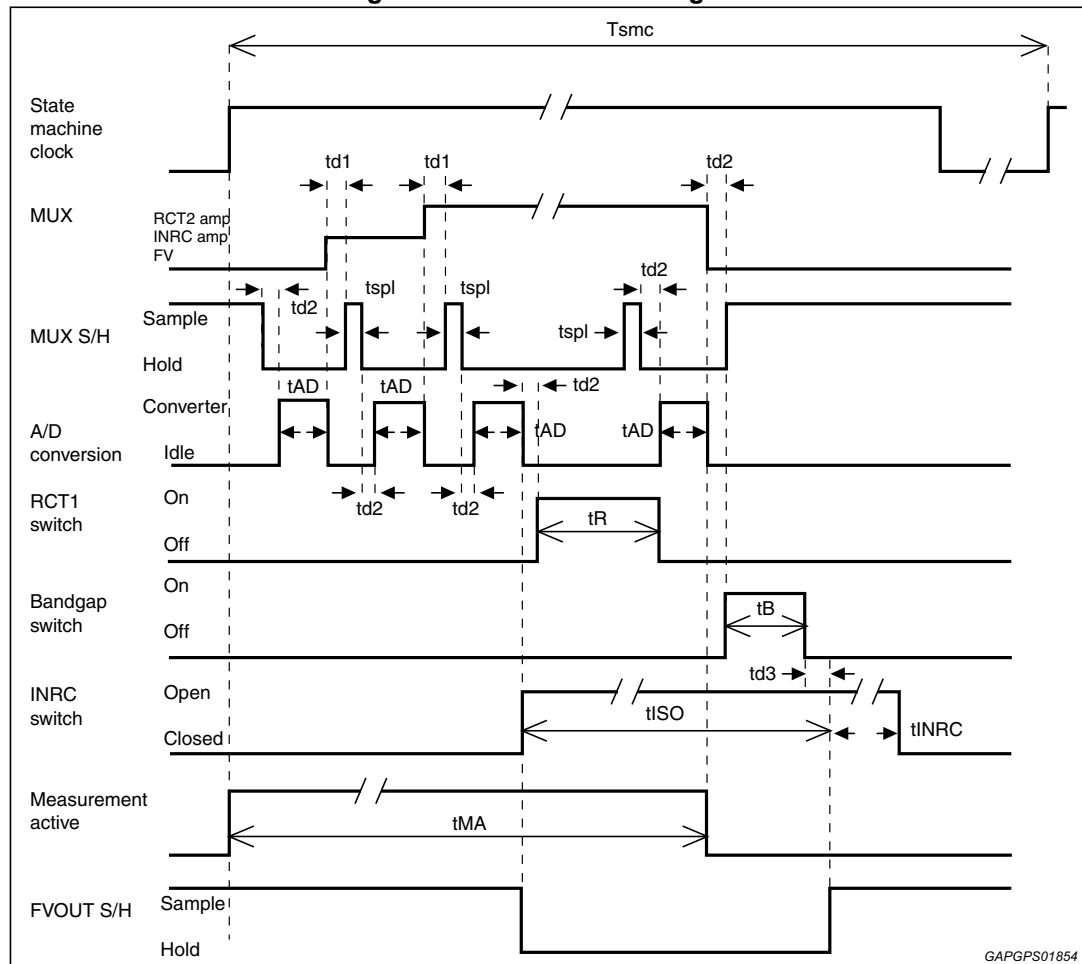 Tsmc
State
machine
clock
td1
td1
td2
MUX
RCT2 amp
INRC amp
FV
td2
tspl
tspl
td2
tspl
MUX S/H
Sample
Hold
tAD
tAD
td2
Converter
A/D
conversion
Idle
tAD
tAD
td2
td2
RCT1
switch
On
Off
tR
Bandgap
switch
On
Off
tB
td3
INRC
switch
Open
Closed
tISO
tINRC
Measurement
active
tMA
FVOUT S/H
Sample
Hold
GAPGPS01854